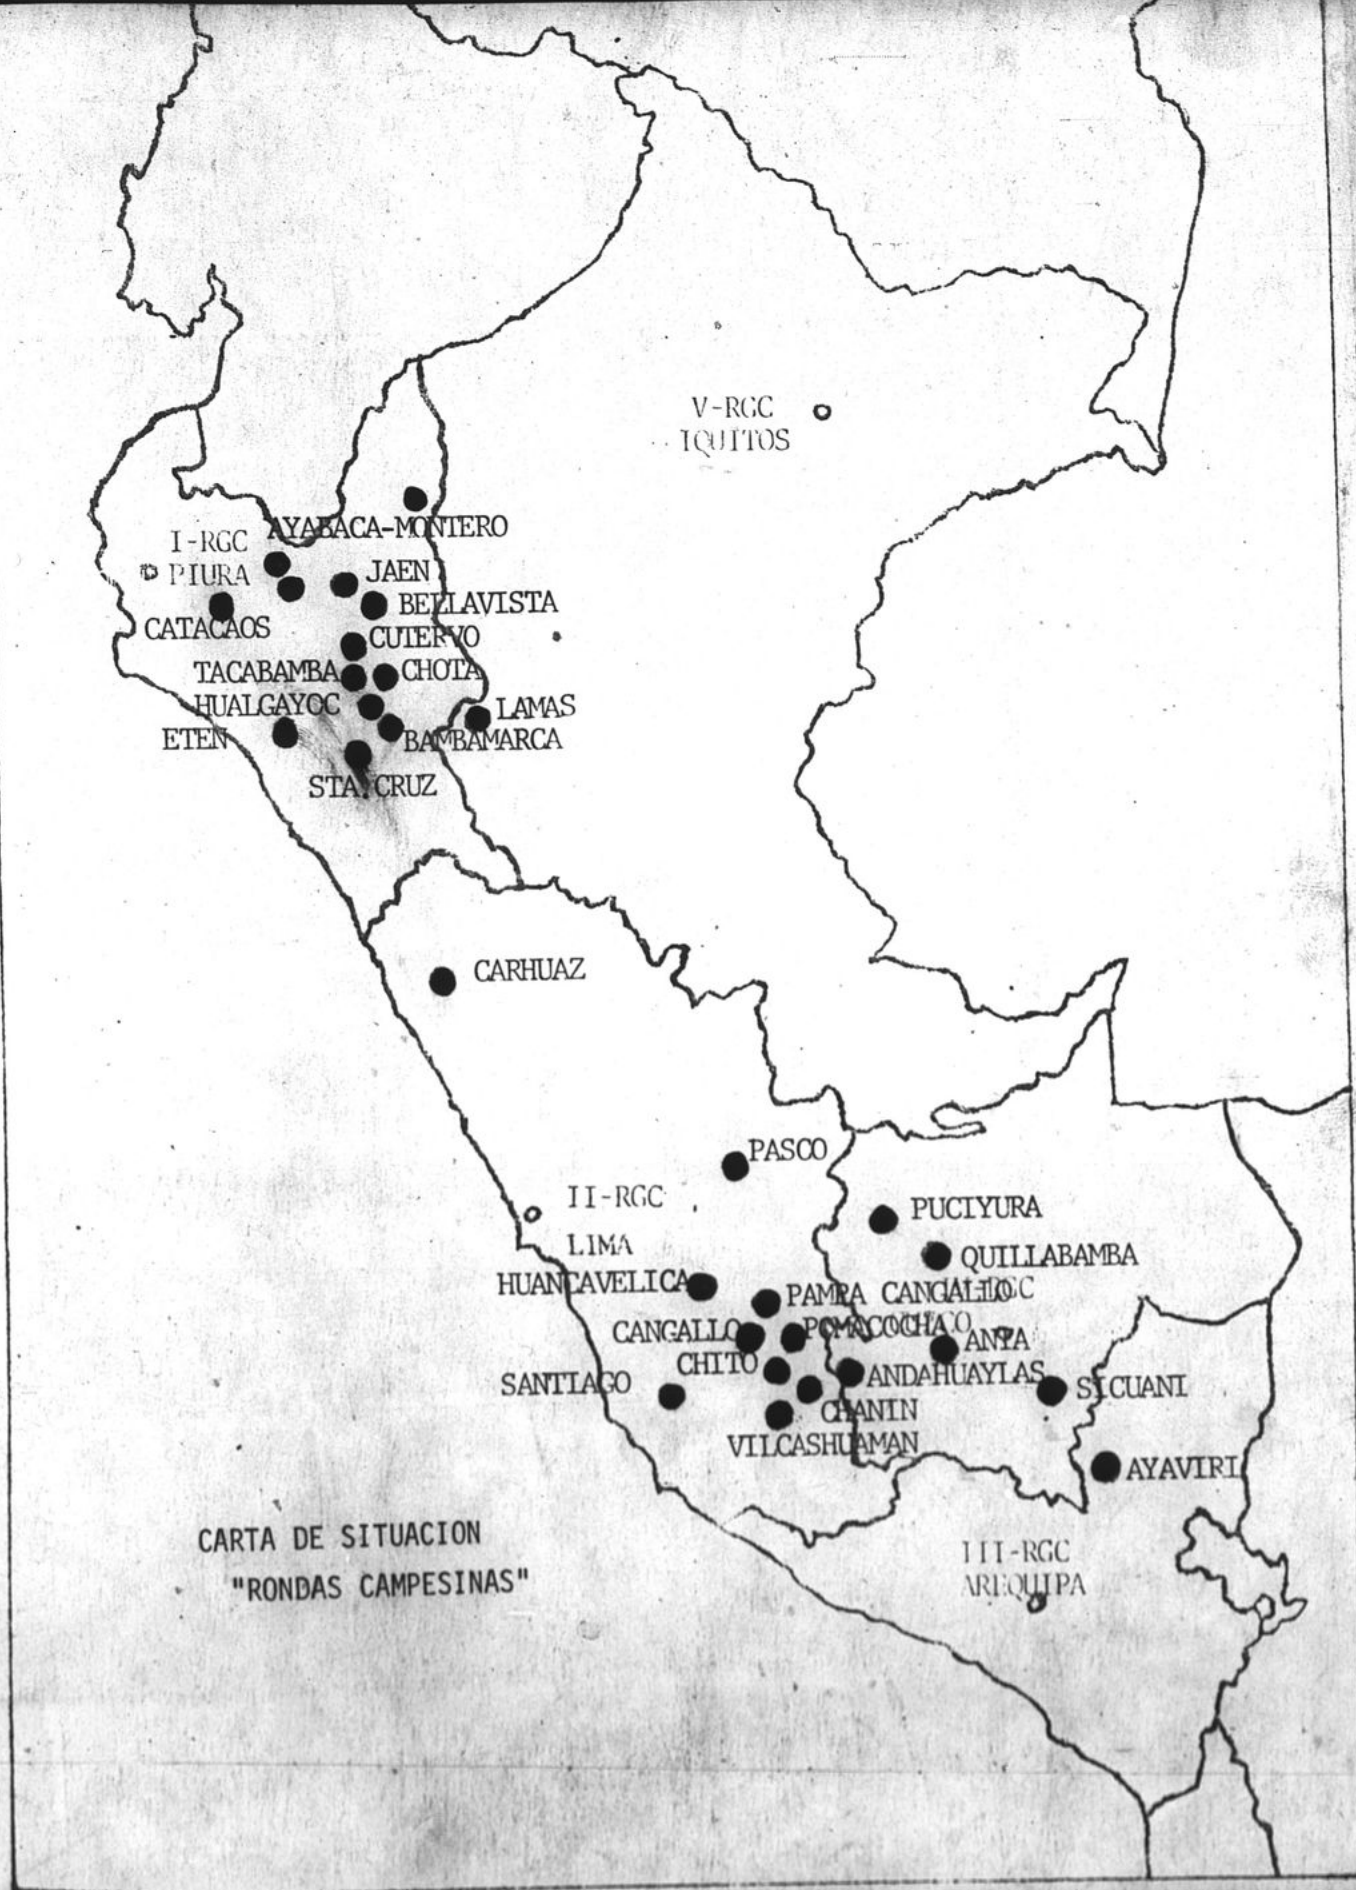 V-RGC
IQUITOS
AYABACA-MONTERO
I-RGC
PIURA
JAEN
BELLAVISTA
CATACAOS
CUTERVO
TACABAMBA
CHOTA
HUALGAYOC
LAMAS
ETEN
BAMBAMARCA
STA.CRUZ
CARHUAZ
PASCO
II-RGC
LIMA
PUCIYURA
QUILLABAMBA
HUANCAVELICA
PAMPA CANGALLO
CANGALLO
POMACOCHA
ANTA
CHITO
ANDAHUAYLAS
SANTIAGO
SICUANI
CHANIN
VILCASHUAMAN
AYAVIRI
CARTA DE SITUACION
"RONDAS CAMPESINAS"
III-RGC
AREQUIPA